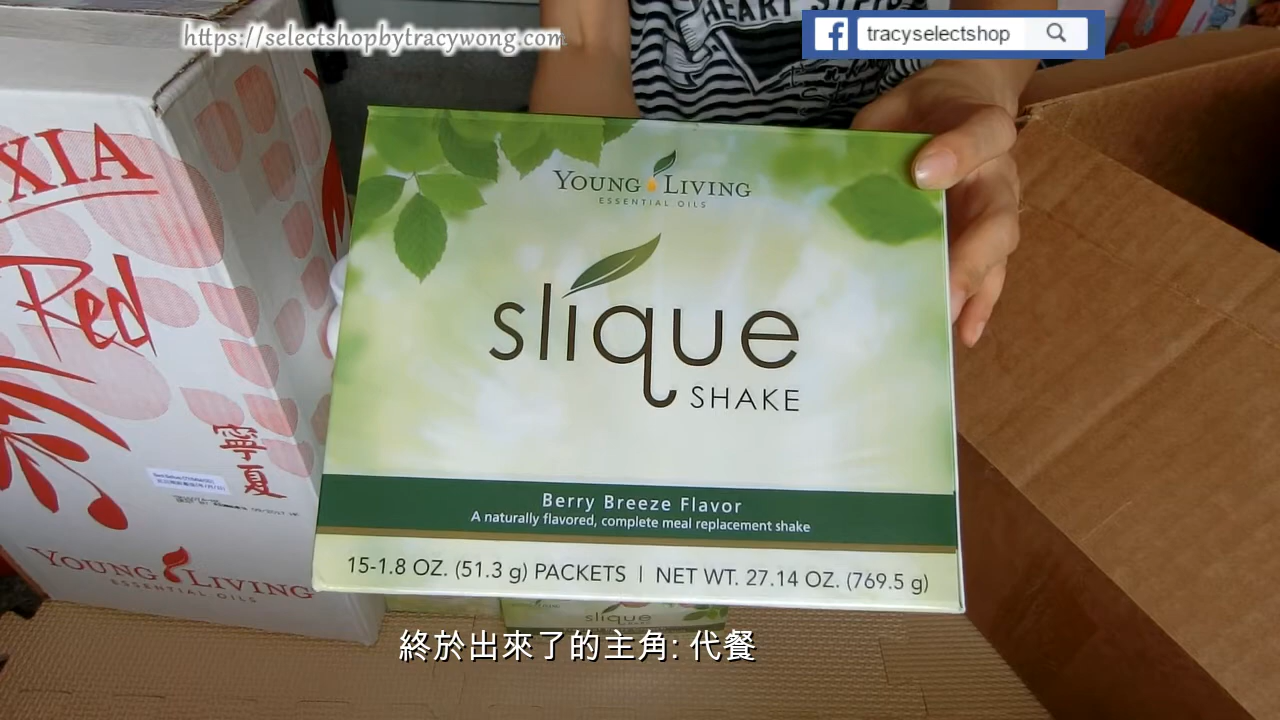 https://selectshopbytracywong.com
tracyselectshop
HEART
YOUNG LIVING
ESSENTIAL OILS
slique
SHAKE
Berry Breeze Flavor
A naturally flavored, complete meal replacement shake
15-1.8 OZ. (51.3 g) PACKETS | NET WT. 27.14 OZ. (769.5 g)
XIA
Red
寧夏
YOUNG LIVING
ESSENTIAL OILS
slique
終於出來了的主角: 代餐